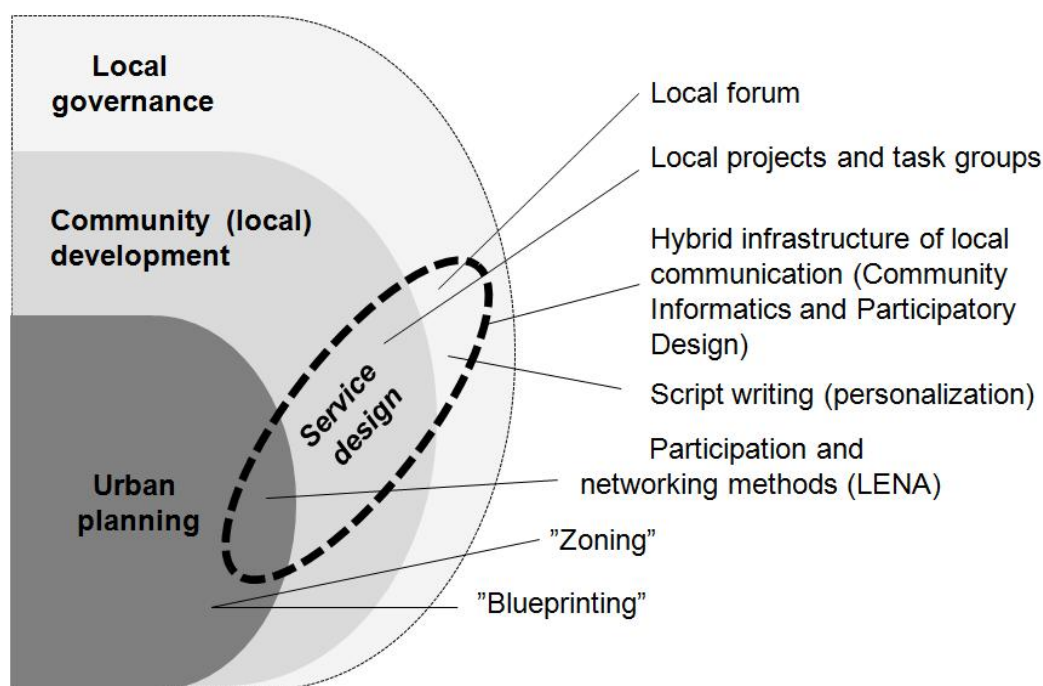 Local
governance
Community (local)
development
Urban
planning
Service
design
Local forum
Local projects and task groups
Hybrid infrastructure of local
communication (Community
Informatics and Participatory
Design)
Script writing (personalization)
Participation and
networking methods (LENA)
”Zoning”
”Blueprinting”